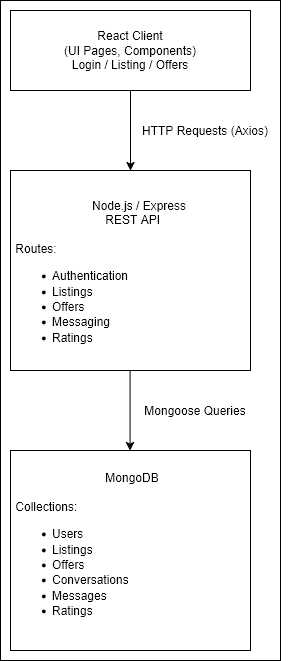 React Client
(UI Pages, Components)
Login / Listing / Offers
HTTP Requests (Axios)
Node.js / Express
REST API
Routes:
• Authentication
• Listings
• Offers
• Messaging
• Ratings
Mongoose Queries
MongoDB
Collections:
• Users
• Listings
• Offers
• Conversations
• Messages
• Ratings